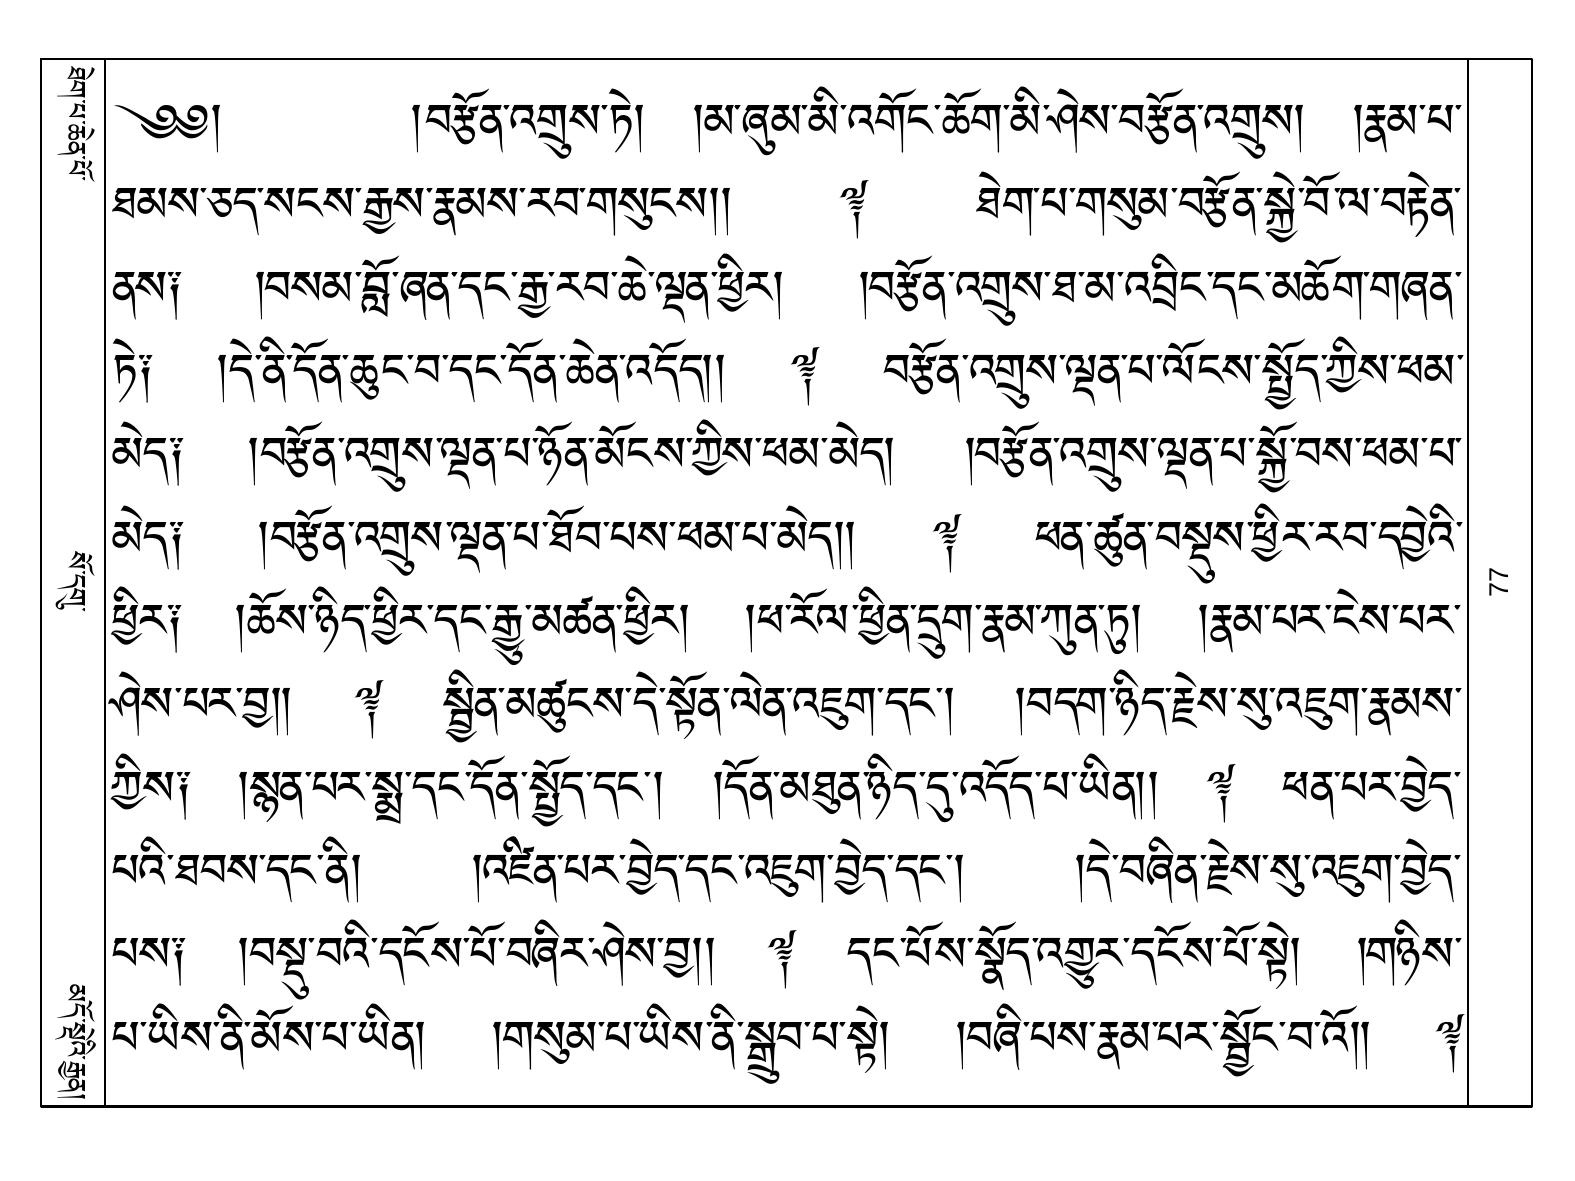 ཐེག་པ་ཆེན་པོ་
༄༅། །བརྩོན་འགྲུས་ཏེ། །མ་ཞུམ་མི་འགོང་ཆོག་མི་ཤེས་བརྩོན་འགྲུས། །རྣམ་པ་
ཐམས་ཅད་སངས་རྒྱས་རྣམས་རབ་གསུངས།། ༈ ཐེག་པ་གསུམ་བརྩོན་སྐྱེ་བོ་ལ་བརྟེན་
ནས༑ །བསམ་བློ་ཞན་དང་རྒྱ་རབ་ཆེ་ལྡན་ཕྱིར། །བརྩོན་འགྲུས་ཐ་མ་འབྲིང་དང་མཆོག་གཞན་
ཏེ༑ །དེ་ནི་དོན་ཆུང་བ་དང་དོན་ཆེན་འདོད།། ༈ བརྩོན་འགྲུས་ལྡན་པ་ལོངས་སྤྱོད་ཀྱིས་ཕམ་
མེད༑ །བརྩོན་འགྲུས་ལྡན་པ་ཉོན་མོངས་ཀྱིས་ཕམ་མེད། །བརྩོན་འགྲུས་ལྡན་པ་སྐྱོ་བས་ཕམ་པ་
མེད༑ །བརྩོན་འགྲུས་ལྡན་པ་ཐོབ་པས་ཕམ་པ་མེད།། ༈ ཕན་ཚུན་བསྡུས་ཕྱིར་རབ་དབྱེའི་
ཕྱིར༑ །ཆོས་ཉིད་ཕྱིར་དང་རྒྱུ་མཚན་ཕྱིར། །ཕ་རོལ་ཕྱིན་དྲུག་རྣམ་ཀུན་ཏུ། །རྣམ་པར་ངེས་པར་
ཤེས་པར་བྱ།། ༈ སྦྱིན་མཚུངས་དེ་སྟོན་ལེན་འཇུག་དང་། །བདག་ཉིད་རྗེས་སུ་འཇུག་རྣམས་
ཀྱིས༑ །སྙན་པར་སྨྲ་དང་དོན་སྤྱོད་དང་། །དོན་མཐུན་ཉིད་དུ་འདོད་པ་ཡིན།། ༈ ཕན་པར་བྱེད་
པའི་ཐབས་དང་ནི། །འཛིན་པར་བྱེད་དང་འཇུག་བྱེད་དང་། །དེ་བཞིན་རྗེས་སུ་འཇུག་བྱེད་
པས༑ །བསྡུ་བའི་དངོས་པོ་བཞིར་ཤེས་བྱ།། ༈ དང་པོས་སྣོད་འགྱུར་དངོས་པོ་སྟེ། །གཉིས་
པ་ཡིས་ནི་མོས་པ་ཡིན། །གསུམ་པ་ཡིས་ནི་སྒྲུབ་པ་སྟེ། །བཞི་པས་རྣམ་པར་སྦྱོང་བ་འོ།། ༈
སོ་དགུ་
མདོ་སྡེའི་རྒྱན།
77